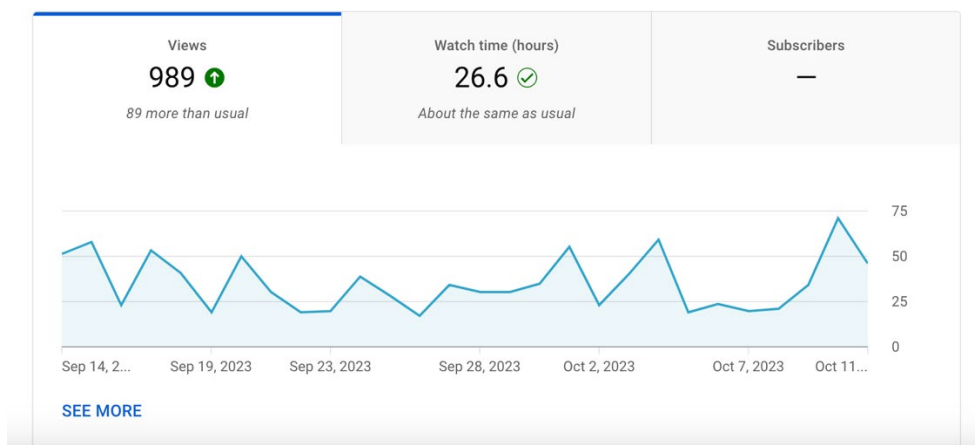 Views
989
89 more than usual
Watch time (hours)
26.6
About the same as usual
Subscribers
—
75
50
25
0
Sep 14, 2... Sep 19, 2023 Sep 23, 2023 Sep 28, 2023 Oct 2, 2023 Oct 7, 2023 Oct 11...
SEE MORE